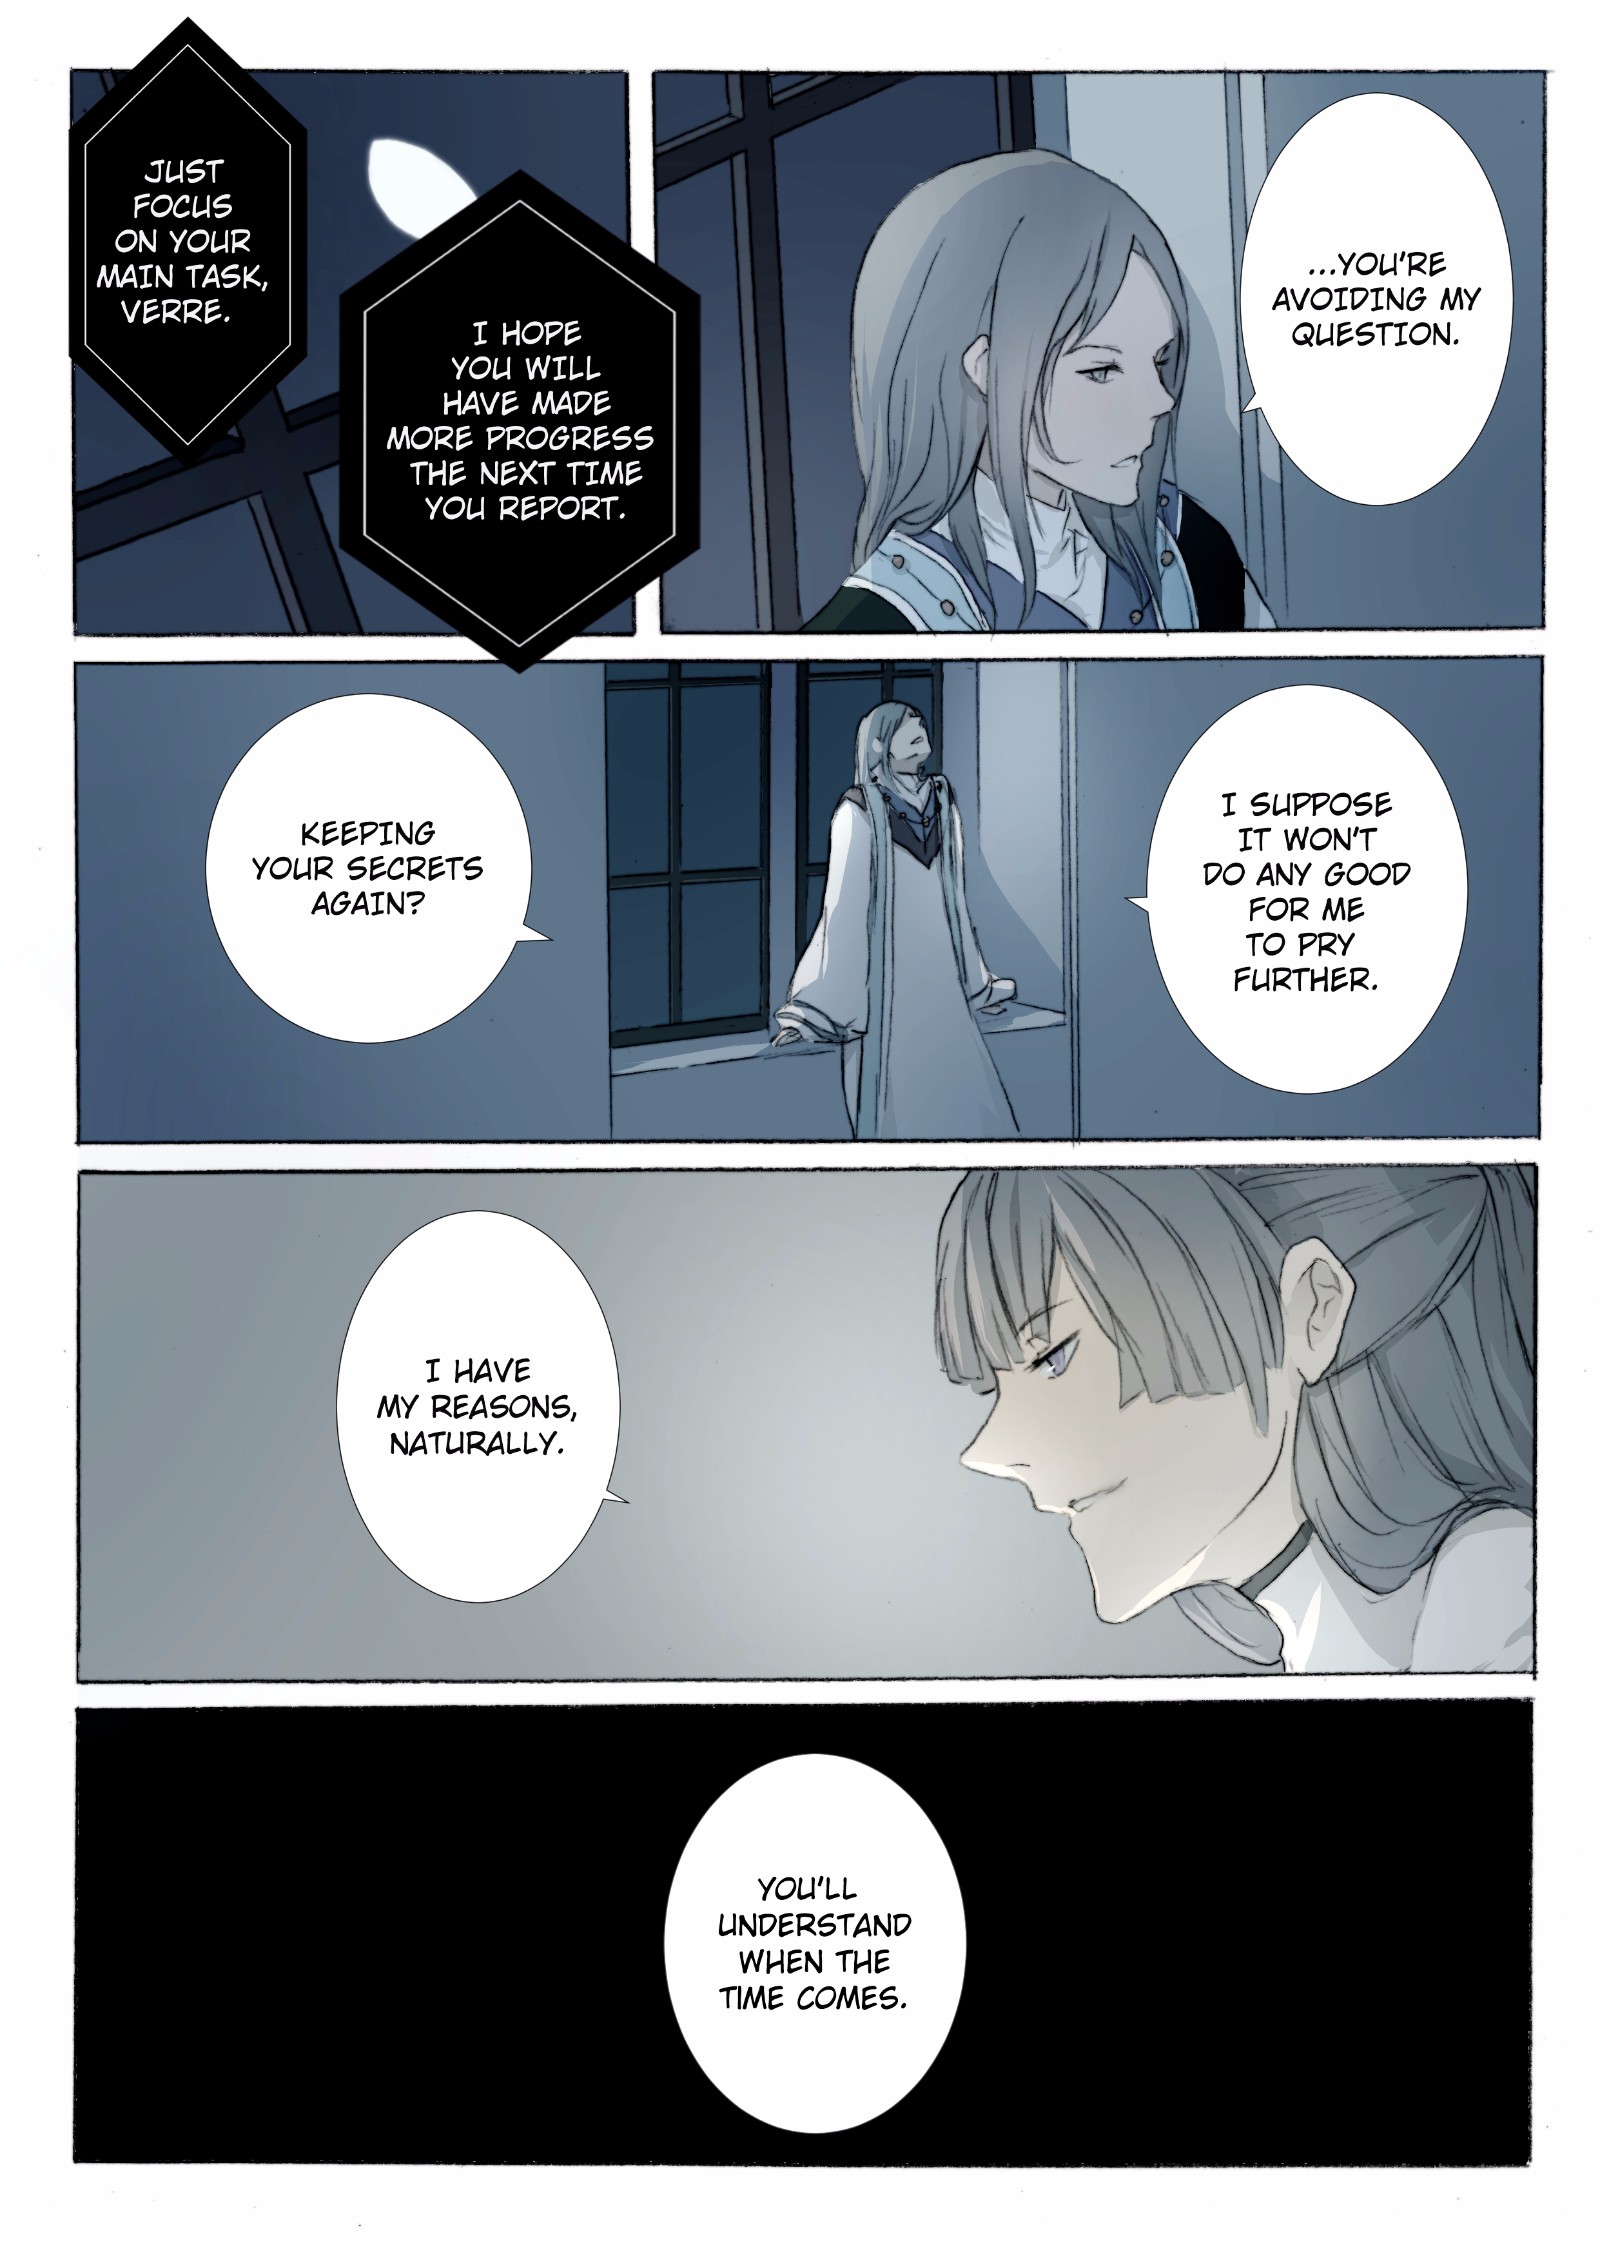 JUST
FOCUS
ON YOUR
MAIN TASK,
VERRE.
I HOPE
YOU WILL
HAVE MADE
MORE PROGRESS
THE NEXT TIME
YOU REPORT.
...YOU'RE
AVOIDING MY
QUESTION.
KEEPING
YOUR SECRETS
AGAIN?
I SUPPOSE
IT WON'T
DO ANY GOOD
FOR ME
TO PRY
FURTHER.
I HAVE
MY REASONS,
NATURALLY.
YOU'LL
UNDERSTAND
WHEN THE
TIME COMES.